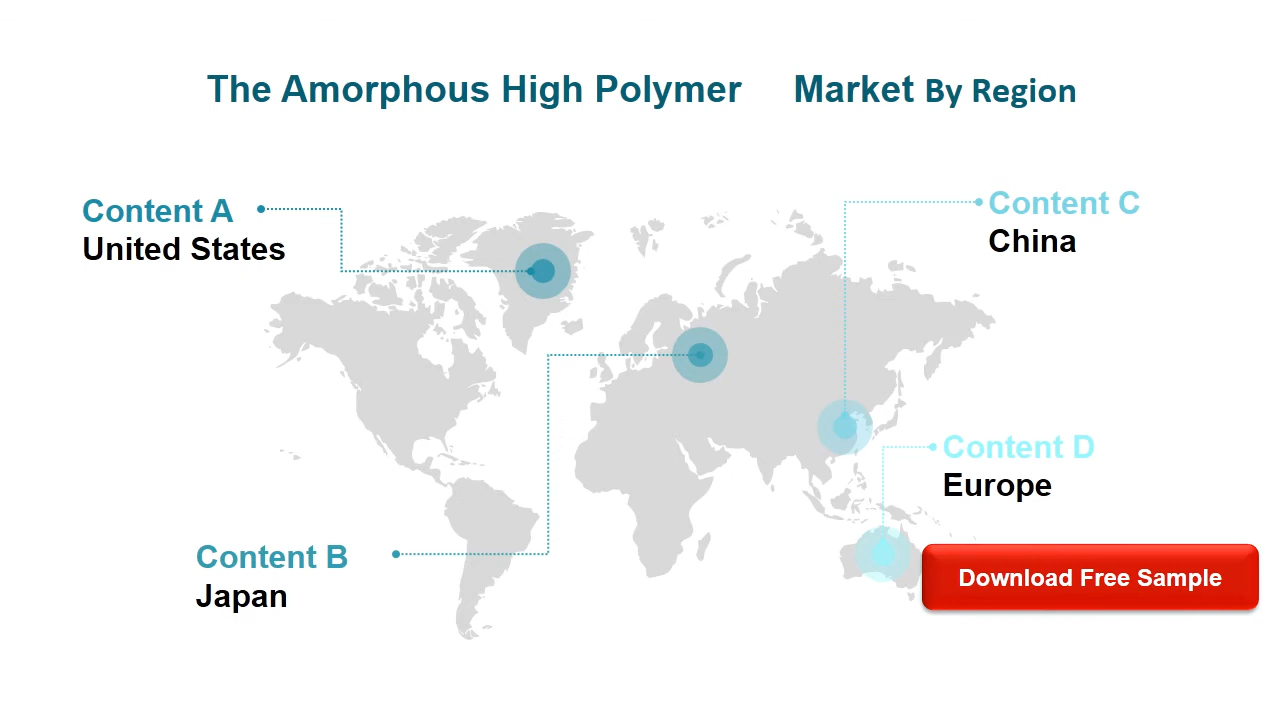 The Amorphous High Polymer Market By Region
Content A
United States
Content C
China
Content D
Europe
Content B
Japan
Download Free Sample